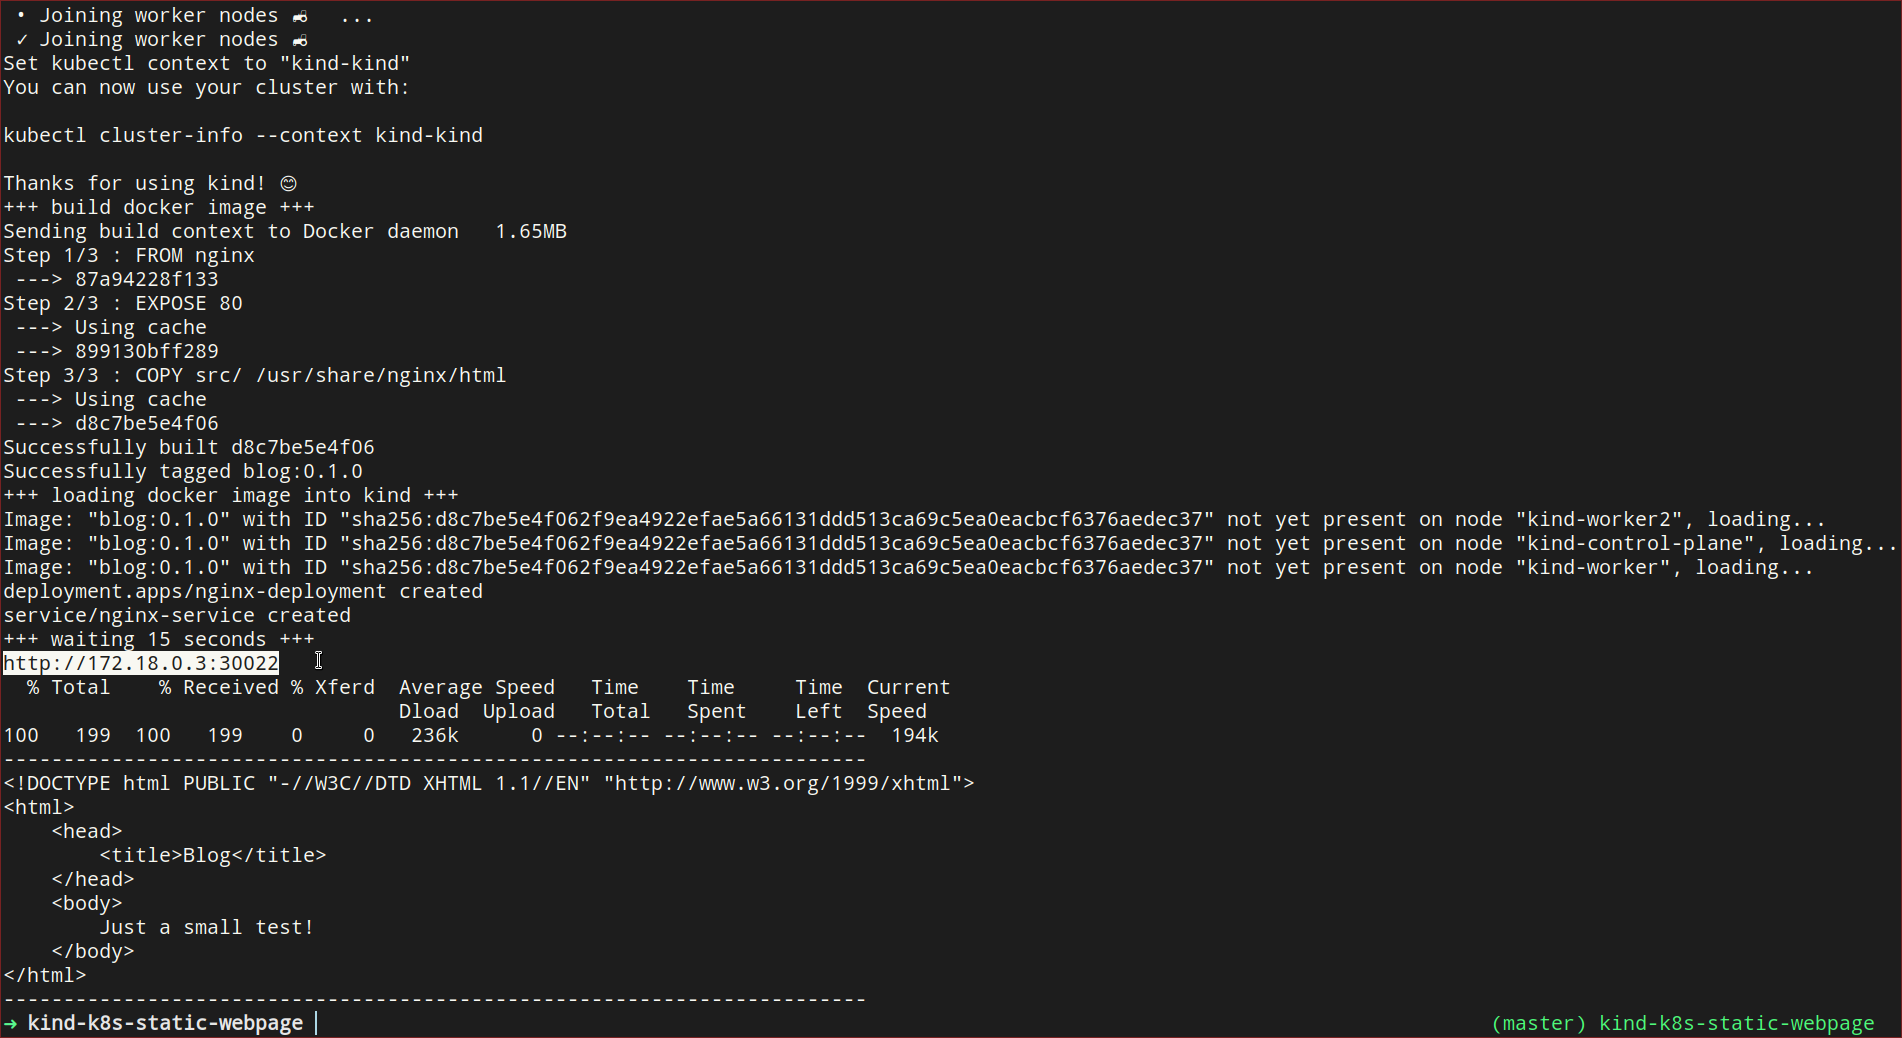 • Joining worker nodes 🚜   ...
 ✓ Joining worker nodes 🚜
Set kubectl context to "kind-kind"
You can now use your cluster with:

kubectl cluster-info --context kind-kind

Thanks for using kind! 😊
+++ build docker image +++
Sending build context to Docker daemon   1.65MB
Step 1/3 : FROM nginx
 ---> 87a94228f133
Step 2/3 : EXPOSE 80
 ---> Using cache
 ---> 899130bff289
Step 3/3 : COPY src/ /usr/share/nginx/html
 ---> Using cache
 ---> d8c7be5e4f06
Successfully built d8c7be5e4f06
Successfully tagged blog:0.1.0
+++ loading docker image into kind +++
Image: "blog:0.1.0" with ID "sha256:d8c7be5e4f062f9ea4922efae5a66131ddd513ca69c5ea0eacbcf6376aedec37" not yet present on node "kind-worker2", loading...
Image: "blog:0.1.0" with ID "sha256:d8c7be5e4f062f9ea4922efae5a66131ddd513ca69c5ea0eacbcf6376aedec37" not yet present on node "kind-control-plane", loading...
Image: "blog:0.1.0" with ID "sha256:d8c7be5e4f062f9ea4922efae5a66131ddd513ca69c5ea0eacbcf6376aedec37" not yet present on node "kind-worker", loading...
deployment.apps/nginx-deployment created
service/nginx-service created
+++ waiting 15 seconds +++
http://172.18.0.3:30022
  % Total    % Received % Xferd  Average Speed   Time    Time     Time  Current
                                 Dload  Upload   Total   Spent    Left  Speed
100   199  100   199    0     0   236k      0 --:--:-- --:--:-- --:--:--  194k
------------------------------------------------------------------------
<!DOCTYPE html PUBLIC "-//W3C//DTD XHTML 1.1//EN" "http://www.w3.org/1999/xhtml">
<html>
    <head>
        <title>Blog</title>
    </head>
    <body>
        Just a small test!
    </body>
</html>
------------------------------------------------------------------------
➜ kind-k8s-static-webpage (master) kind-k8s-static-webpage